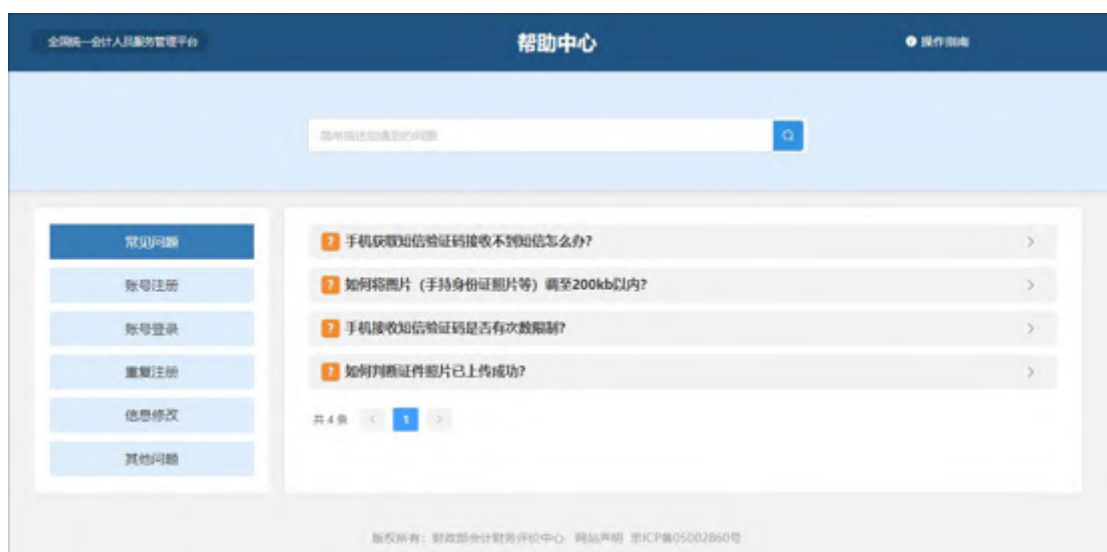 全国统一会计人员服务管理平台
帮助中心
操作指南
简单描述您遇到的问题
常见问题
账号注册
账号登录
重复注册
信息修改
其他问题
? 手机获取短信验证码接收不到短信怎么办?
? 如何将图片（手持身份证照片等）调至200kb以内?
? 手机接收短信验证码是否有次数限制?
? 如何判断证件照片已上传成功?
共 4 条 < 1 >
版权所有：财政部会计财务评价中心 网站声明 京ICP备05002860号